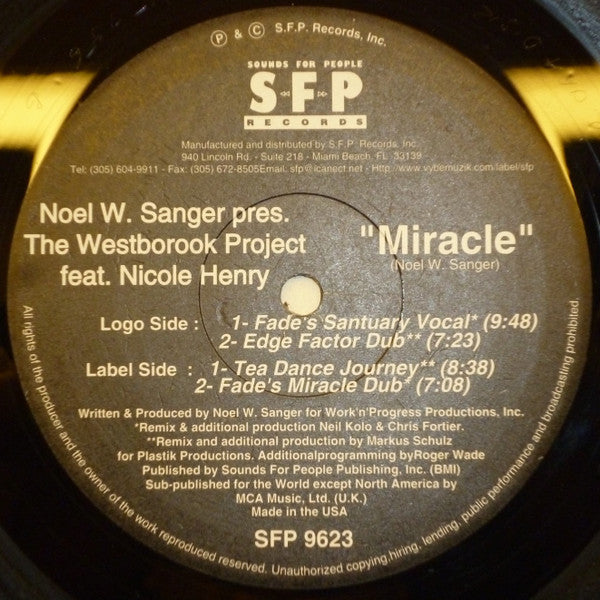 Ⓟ & © S.F.P. Records, Inc.
SOUNDS FOR PEOPLE
S·F·P
RECORDS
Manufactured and distributed by S.F.P. Records, Inc.
940 Lincoln Rd. - Suite 218 - Miami Beach, FL 33139
Tel: (305) 604-9911 - Fax: (305) 672-8505Email: sfp@icanect.net - Http://www.vybemuzik.com/label/sfp
Noel W. Sanger pres.
The Westborook Project
feat. Nicole Henry
"Miracle"
(Noel W. Sanger)
Logo Side : 1- Fade's Santuary Vocal* (9:48)
2- Edge Factor Dub** (7:23)
Label Side : 1- Tea Dance Journey** (8:38)
2- Fade's Miracle Dub* (7:08)
Written & Produced by Noel W. Sanger for Work'n'Progress Productions, Inc.
*Remix & additional production Neil Kolo & Chris Fortier.
**Remix and additional production by Markus Schulz
for Plastik Productions. Additionalprogramming byRoger Wade
Published by Sounds For People Publishing, Inc. (BMI)
Sub-published for the World except North America by
MCA Music, Ltd. (U.K.)
Made in the USA
SFP 9623
All rights of the producer and the owner of the work reproduced reserved. Unauthorized copying,hiring, lending, public performance and broadcasting prohibited.